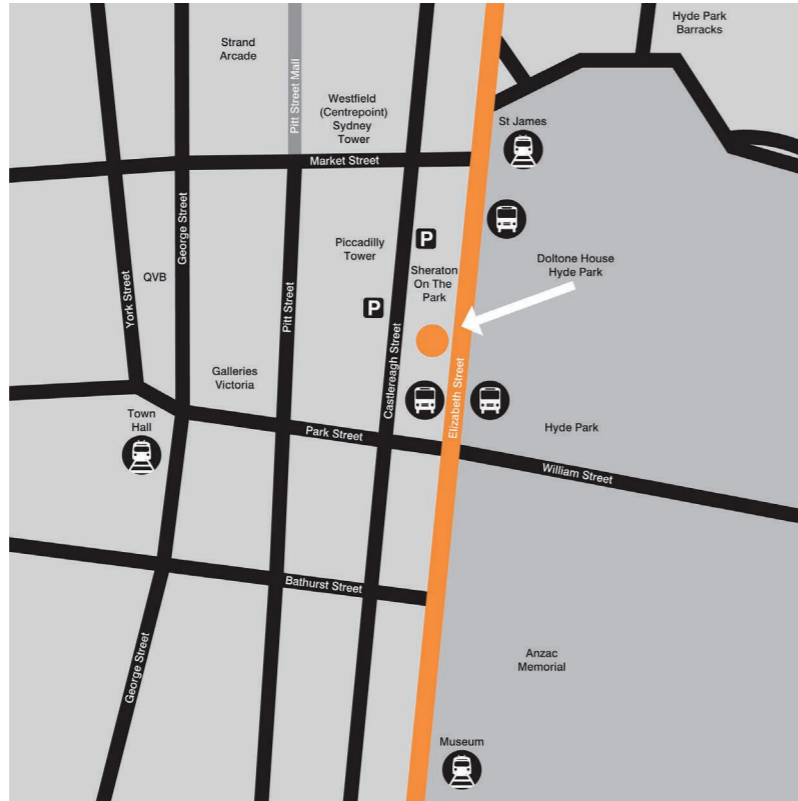 Hyde Park
Barracks
Strand
Arcade
Pitt Street Mall
Westfield
(Centrepoint)
Sydney
Tower
St James
Market Street
George Street
P
Piccadilly
Tower
Doltone House
Hyde Park
Sheraton
On The
Park
QVB
York Street
Pitt Street
P
Castlereagh Street
Elizabeth Street
Galleries
Victoria
Town
Hall
Park Street
Hyde Park
William Street
Bathurst Street
George Street
Anzac
Memorial
Museum